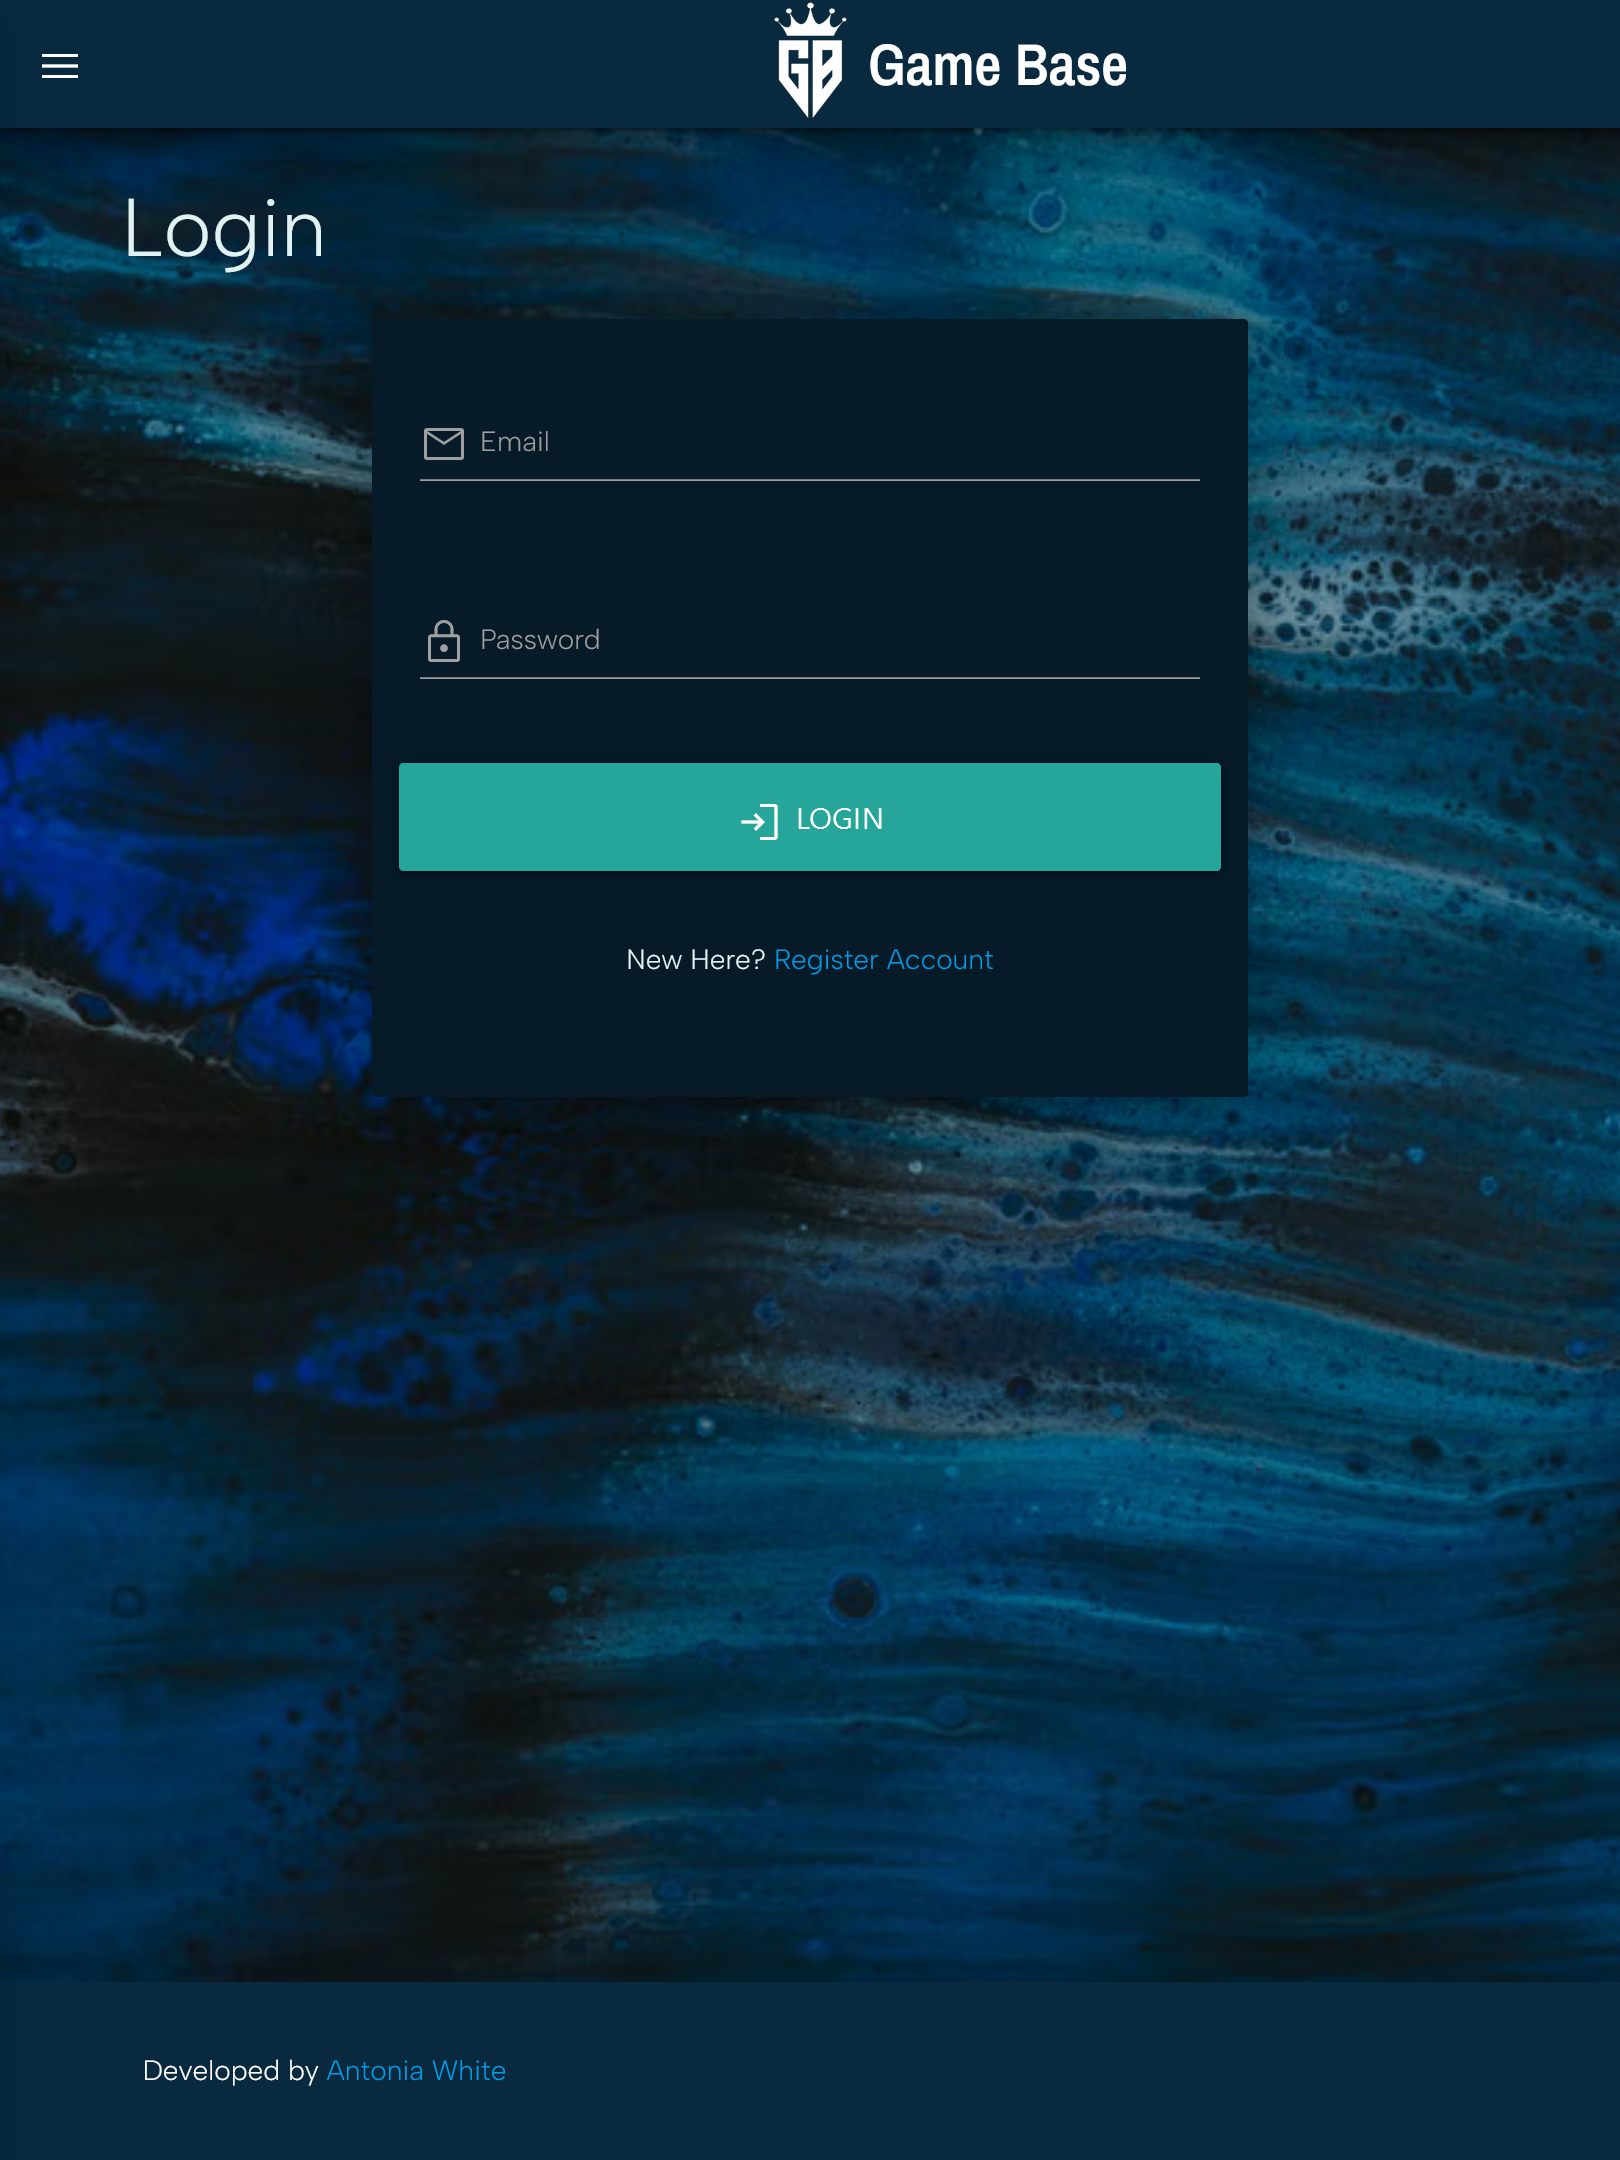 GB Game Base
Login
Email
Password
LOGIN
New Here? Register Account
Developed by Antonia White